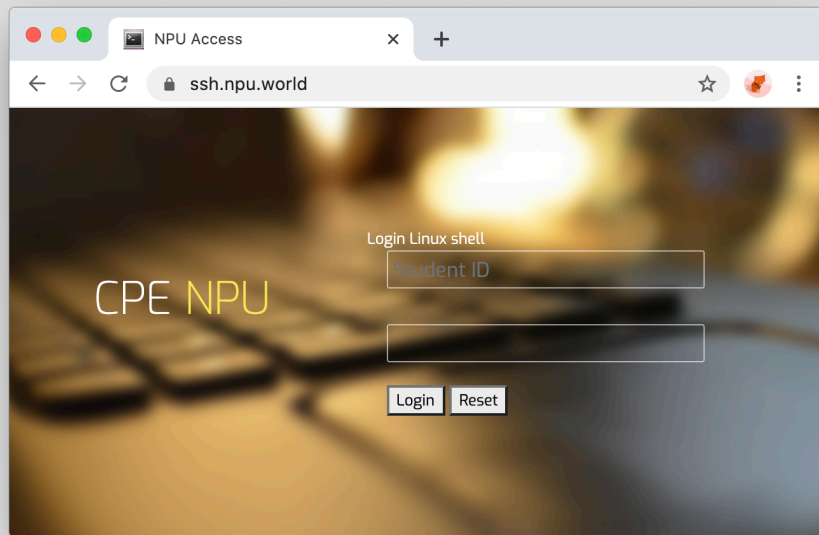 NPU Access
ssh.npu.world
Login Linux shell
Student ID
CPE NPU
Login Reset